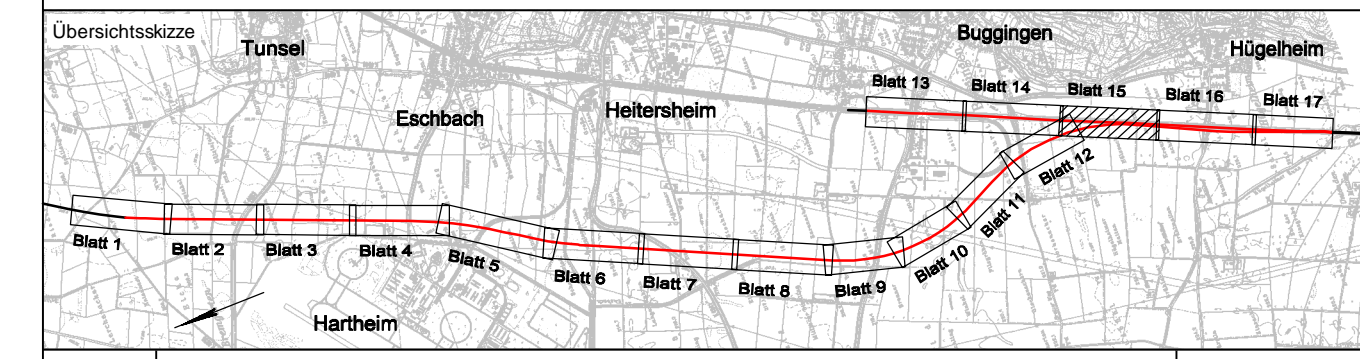 Übersichtsskizze
Tunsel
Buggingen
Hügelheim
Eschbach
Heitersheim
Blatt 13
Blatt 14
Blatt 15
Blatt 16
Blatt 17
Blatt 1
Blatt 2
Blatt 3
Blatt 4
Blatt 5
Blatt 6
Blatt 7
Blatt 8
Blatt 9
Blatt 10
Blatt 11
Blatt 12
Hartheim